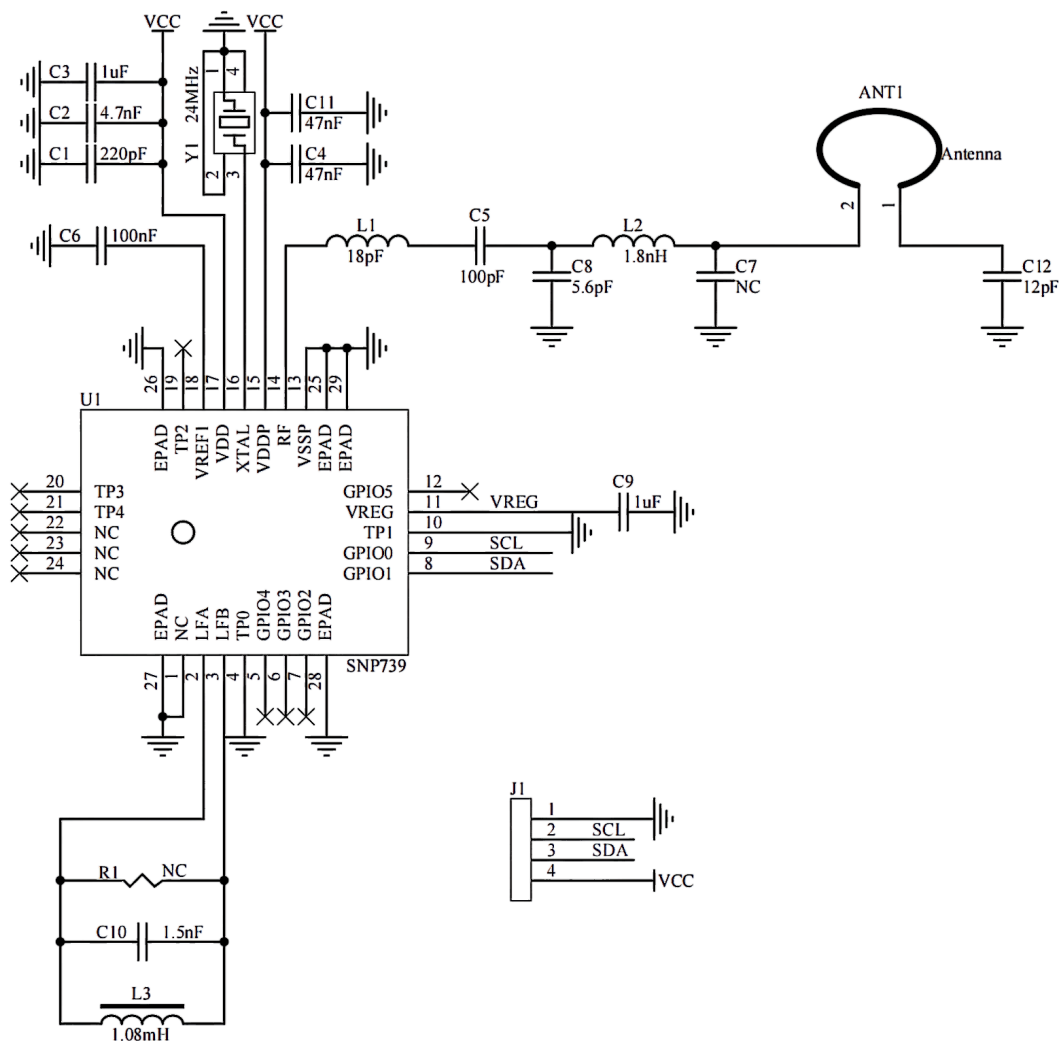 VCC
VCC
C3
1uF
C2
4.7nF
C1
220pF
24MHz
Y1
1
4
2
3
C11
47nF
C4
47nF
ANT1
Antenna
2
1
C6
100nF
L1
18pF
C5
100pF
L2
1.8nH
C8
5.6pF
C7
NC
C12
12pF
26
19
18
17
16
15
14
13
25
29
U1
EPAD
TP2
VREF1
VDD
XTAL
VDDP
RF
VSSP
EPAD
EPAD
20 TP3
21 TP4
22 NC
23 NC
24 NC
GPIO5 12
VREG 11 VREG
TP1 10
GPIO0 9 SCL
GPIO1 8 SDA
C9
1uF
EPAD
NC
LFA
LFB
TP0
GPIO4
GPIO3
GPIO2
EPAD
SNP739
27
1
2
3
4
5
6
7
28
J1
1
2 SCL
3 SDA
4 VCC
R1 NC
C10 1.5nF
L3
1.08mH